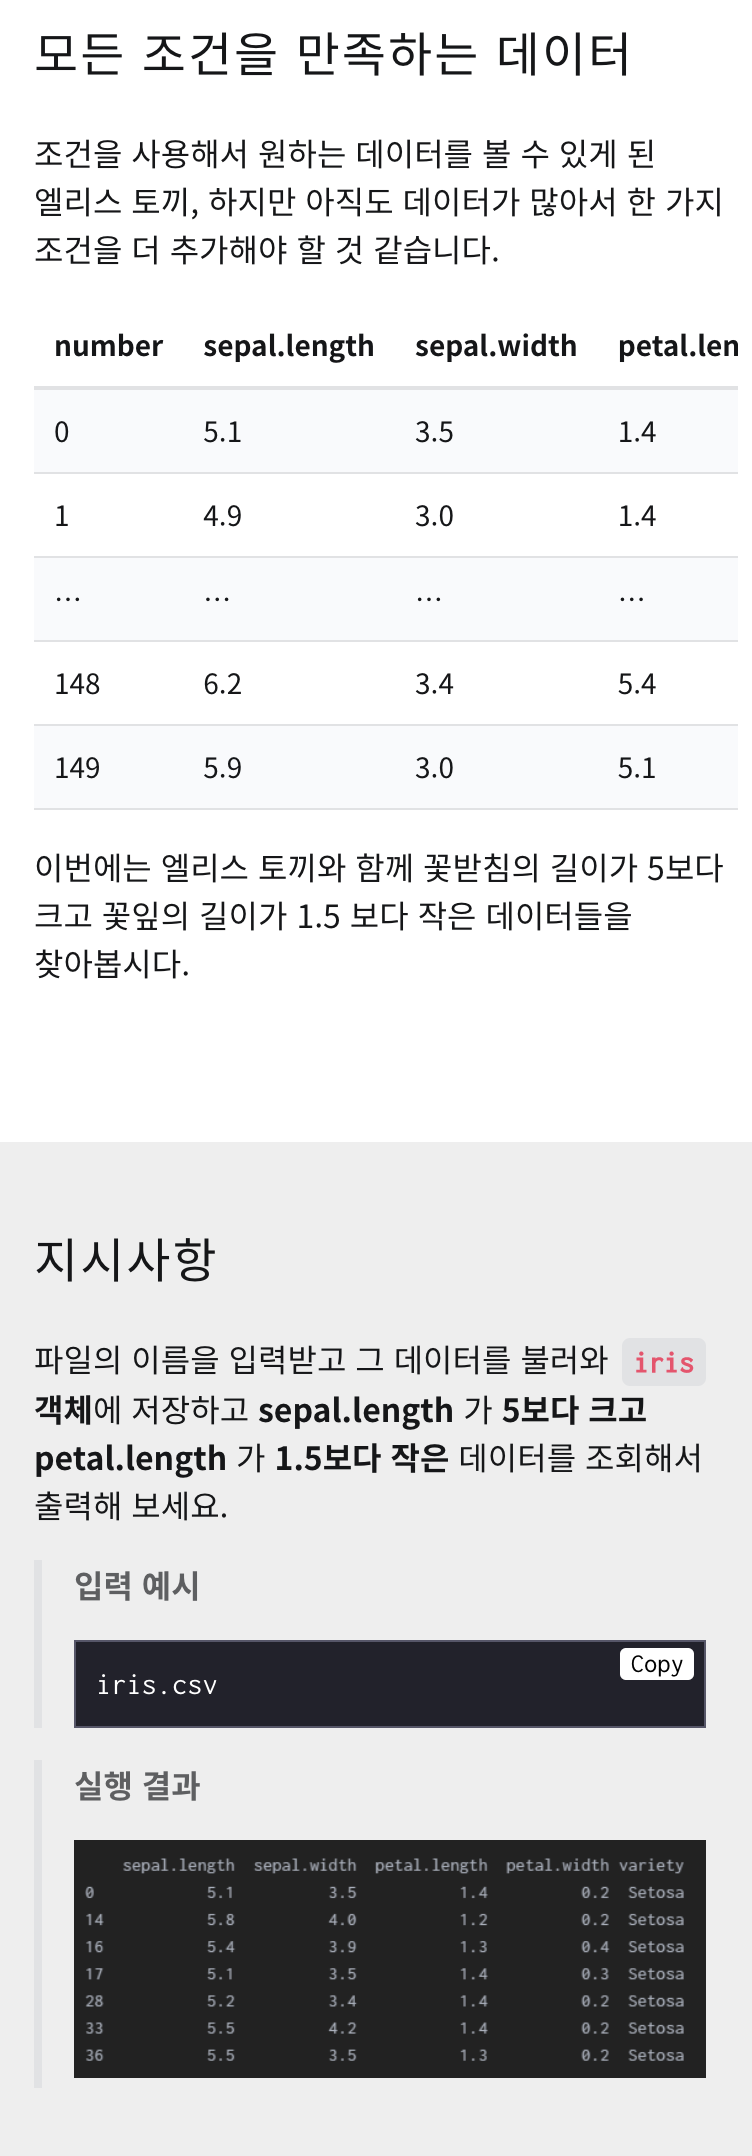 모든 조건을 만족하는 데이터
조건을 사용해서 원하는 데이터를 볼 수 있게 된
엘리스 토끼, 하지만 아직도 데이터가 많아서 한 가지
조건을 더 추가해야 할 것 같습니다.
number sepal.length sepal.width petal.len
0 5.1 3.5 1.4
1 4.9 3.0 1.4
... ... ... ...
148 6.2 3.4 5.4
149 5.9 3.0 5.1
이번에는 엘리스 토끼와 함께 꽃받침의 길이가 5보다
크고 꽃잎의 길이가 1.5 보다 작은 데이터들을
찾아봅시다.
지시사항
파일의 이름을 입력받고 그 데이터를 불러와 iris
객체에 저장하고 sepal.length 가 5보다 크고
petal.length 가 1.5보다 작은 데이터를 조회해서
출력해 보세요.
입력 예시
Copy
iris.csv
실행 결과
sepal.length sepal.width petal.length petal.width variety
0 5.1 3.5 1.4 0.2 Setosa
14 5.8 4.0 1.2 0.2 Setosa
16 5.4 3.9 1.3 0.4 Setosa
17 5.1 3.5 1.4 0.3 Setosa
28 5.2 3.4 1.4 0.2 Setosa
33 5.5 4.2 1.4 0.2 Setosa
36 5.5 3.5 1.3 0.2 Setosa